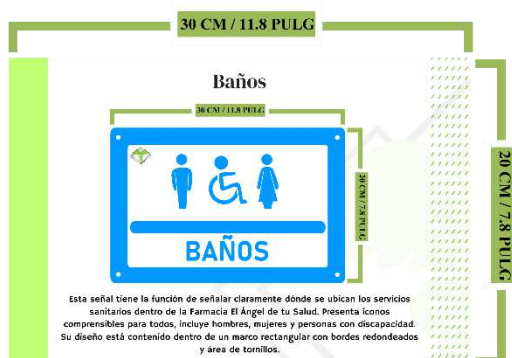 30 CM / 11.8 PULG
Baños
30 CM / 11.8 PULG
20 CM / 7.8 PULG
20 CM / 7.8 PULG
BAÑOS
Esta señal tiene la función de señalar claramente dónde se ubican los servicios
sanitarios dentro de la Farmacia El Ángel de tu Salud. Presenta íconos
comprensibles para todos, incluye hombres, mujeres y personas con discapacidad.
Su diseño está contenido dentro de un marco rectangular con bordes redondeados
y área de tornillos.